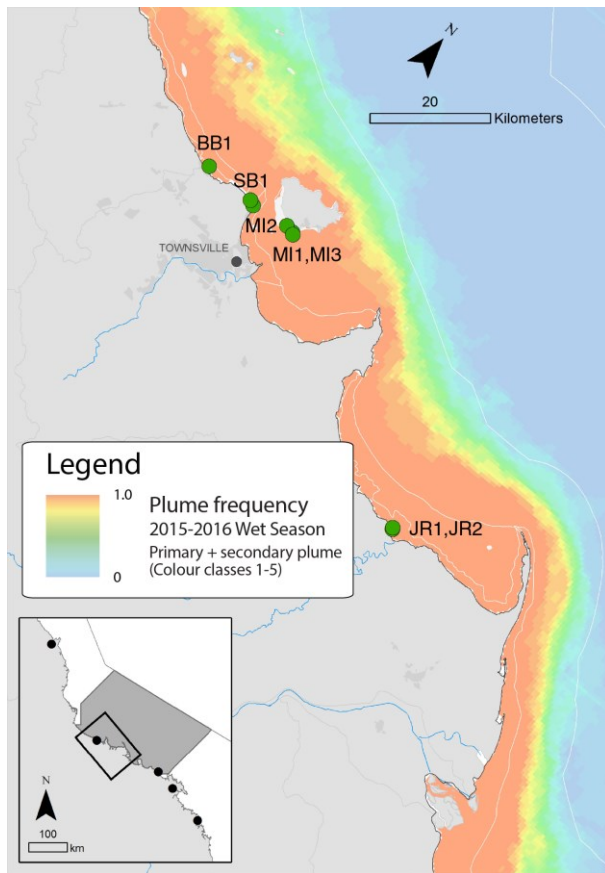 N
20
Kilometers
BB1
SB1
MI2
TOWNSVILLE
MI1,MI3
Legend
1.0
Plume frequency
2015-2016 Wet Season
Primary + secondary plume
0
(Colour classes 1-5)
JR1,JR2
N
100
km